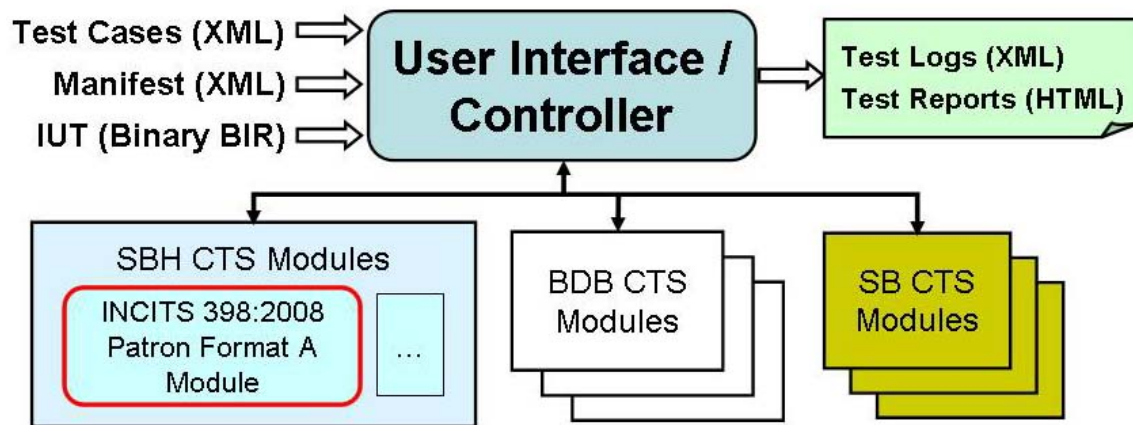 Test Cases (XML)
Manifest (XML)
IUT (Binary BIR)
User Interface /
Controller
Test Logs (XML)
Test Reports (HTML)
SBH CTS Modules
INCITS 398:2008
Patron Format A
Module
...
BDB CTS
Modules
SB CTS
Modules